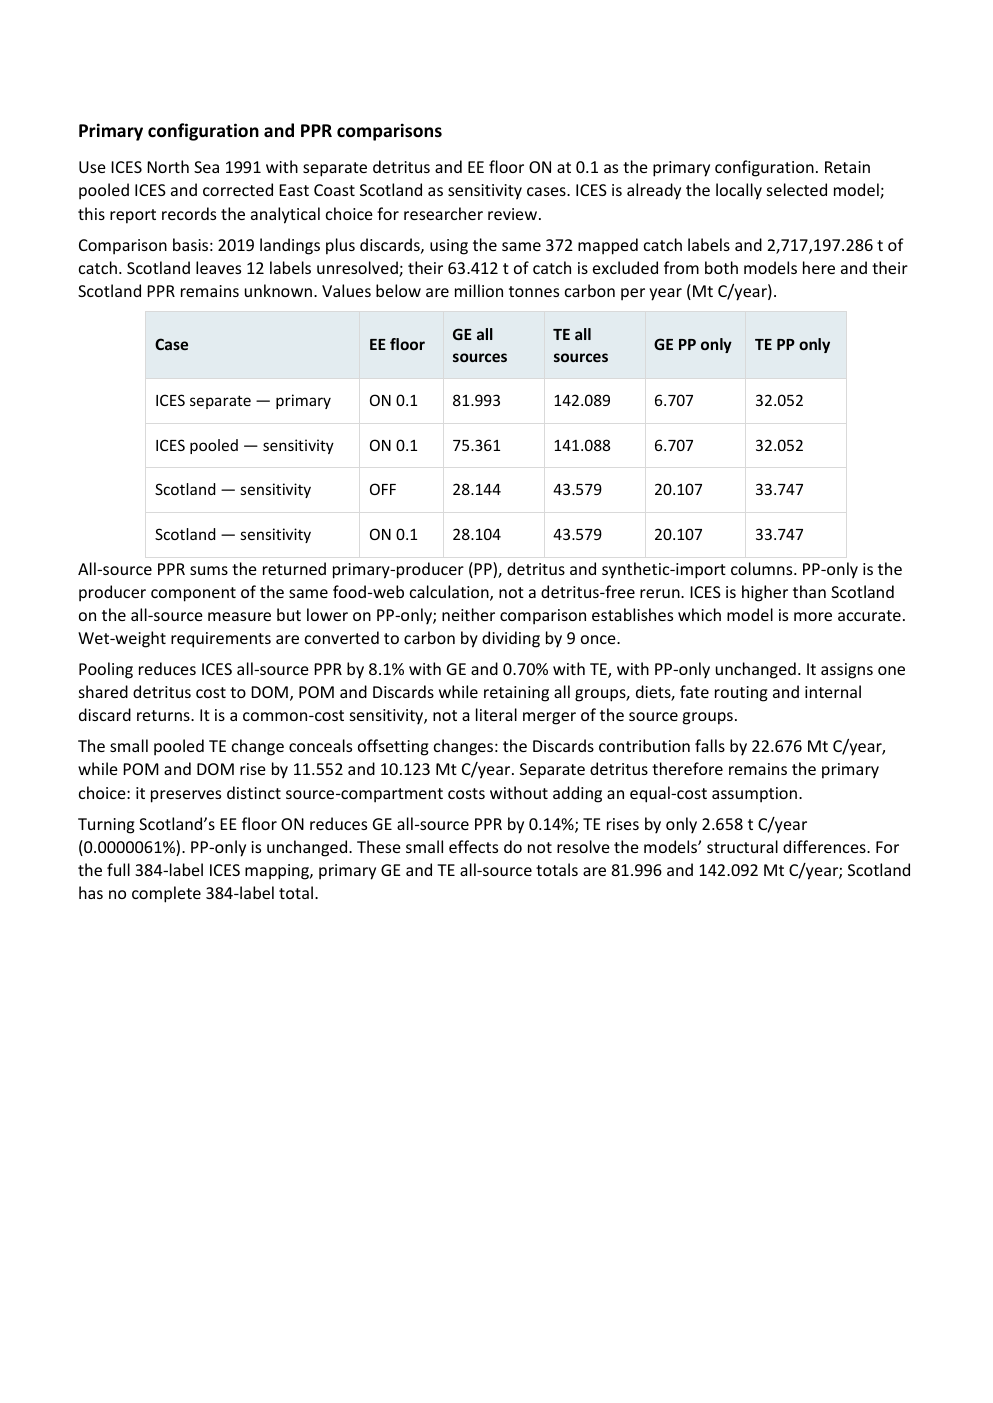 Primary configuration and PPR comparisons
Use ICES North Sea 1991 with separate detritus and EE floor ON at 0.1 as the primary configuration. Retain
pooled ICES and corrected East Coast Scotland as sensitivity cases. ICES is already the locally selected model;
this report records the analytical choice for researcher review.
Comparison basis: 2019 landings plus discards, using the same 372 mapped catch labels and 2,717,197.286 t of
catch. Scotland leaves 12 labels unresolved; their 63.412 t of catch is excluded from both models here and their
Scotland PPR remains unknown. Values below are million tonnes carbon per year (Mt C/year).
Case EE floor GE all sources TE all sources GE PP only TE PP only
ICES separate — primary ON 0.1 81.993 142.089 6.707 32.052
ICES pooled — sensitivity ON 0.1 75.361 141.088 6.707 32.052
Scotland — sensitivity OFF 28.144 43.579 20.107 33.747
Scotland — sensitivity ON 0.1 28.104 43.579 20.107 33.747
All-source PPR sums the returned primary-producer (PP), detritus and synthetic-import columns. PP-only is the
producer component of the same food-web calculation, not a detritus-free rerun. ICES is higher than Scotland
on the all-source measure but lower on PP-only; neither comparison establishes which model is more accurate.
Wet-weight requirements are converted to carbon by dividing by 9 once.
Pooling reduces ICES all-source PPR by 8.1% with GE and 0.70% with TE, with PP-only unchanged. It assigns one
shared detritus cost to DOM, POM and Discards while retaining all groups, diets, fate routing and internal
discard returns. It is a common-cost sensitivity, not a literal merger of the source groups.
The small pooled TE change conceals offsetting changes: the Discards contribution falls by 22.676 Mt C/year,
while POM and DOM rise by 11.552 and 10.123 Mt C/year. Separate detritus therefore remains the primary
choice: it preserves distinct source-compartment costs without adding an equal-cost assumption.
Turning Scotland’s EE floor ON reduces GE all-source PPR by 0.14%; TE rises by only 2.658 t C/year
(0.0000061%). PP-only is unchanged. These small effects do not resolve the models’ structural differences. For
the full 384-label ICES mapping, primary GE and TE all-source totals are 81.996 and 142.092 Mt C/year; Scotland
has no complete 384-label total.